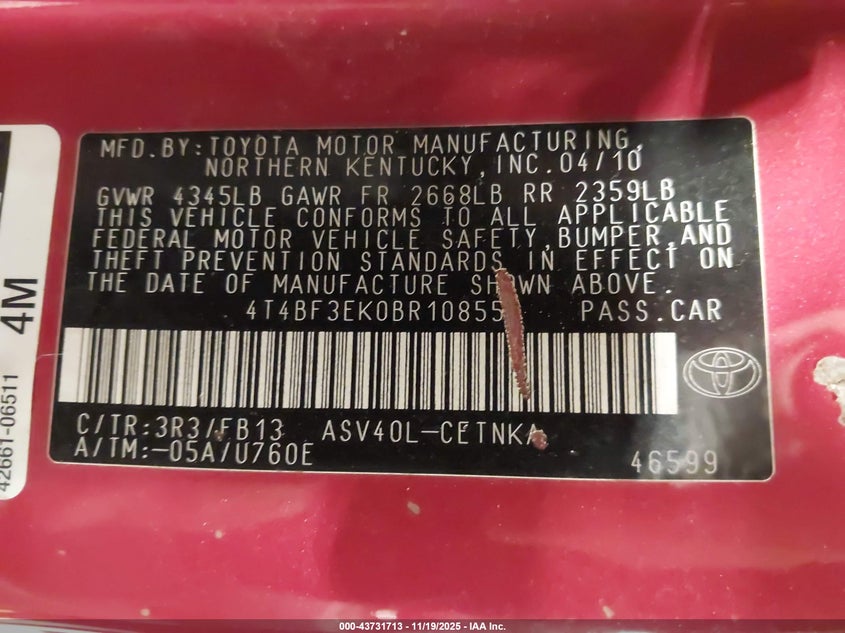 MFD.BY:TOYOTA MOTOR MANUFACTURING,
NORTHERN KENTUCKY,INC.04/10
GVWR 4345LB GAWR FR 2668LB RR 2359LB
THIS VEHICLE CONFORMS TO ALL APPLICABLE
FEDERAL MOTOR VEHICLE SAFETY,BUMPER,AND
THEFT PREVENTION STANDARDS IN EFFECT ON
THE DATE OF MANUFACTURE SHOWN ABOVE.
PASS.CAR
C/TR:3R3/FB13 ASV40L-CETNKA
A/TM:-05A/U760E
46599
4M
42661-06511
000-43731713 - 11/19/2025 - IAA Inc.